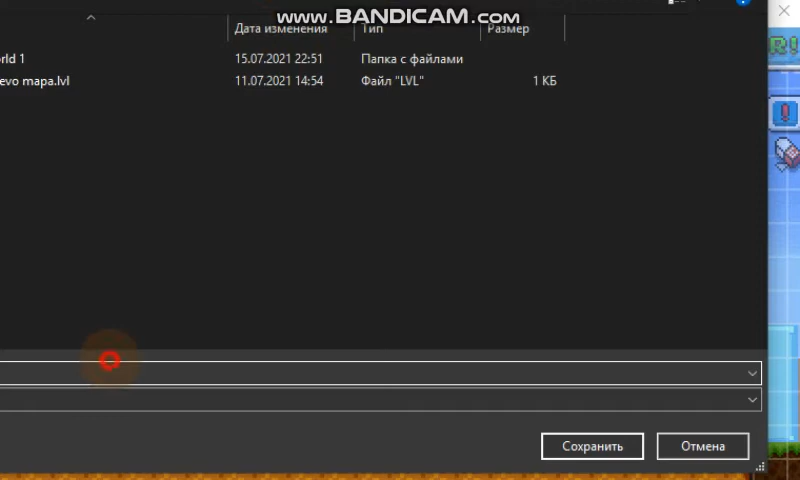 www.BANDICAM.com
Дата изменения Тип Размер
rld 1 15.07.2021 22:51 Папка с файлами
evo mapa.lvl 11.07.2021 14:54 Файл "LVL" 1 КБ
R!
Сохранить Отмена